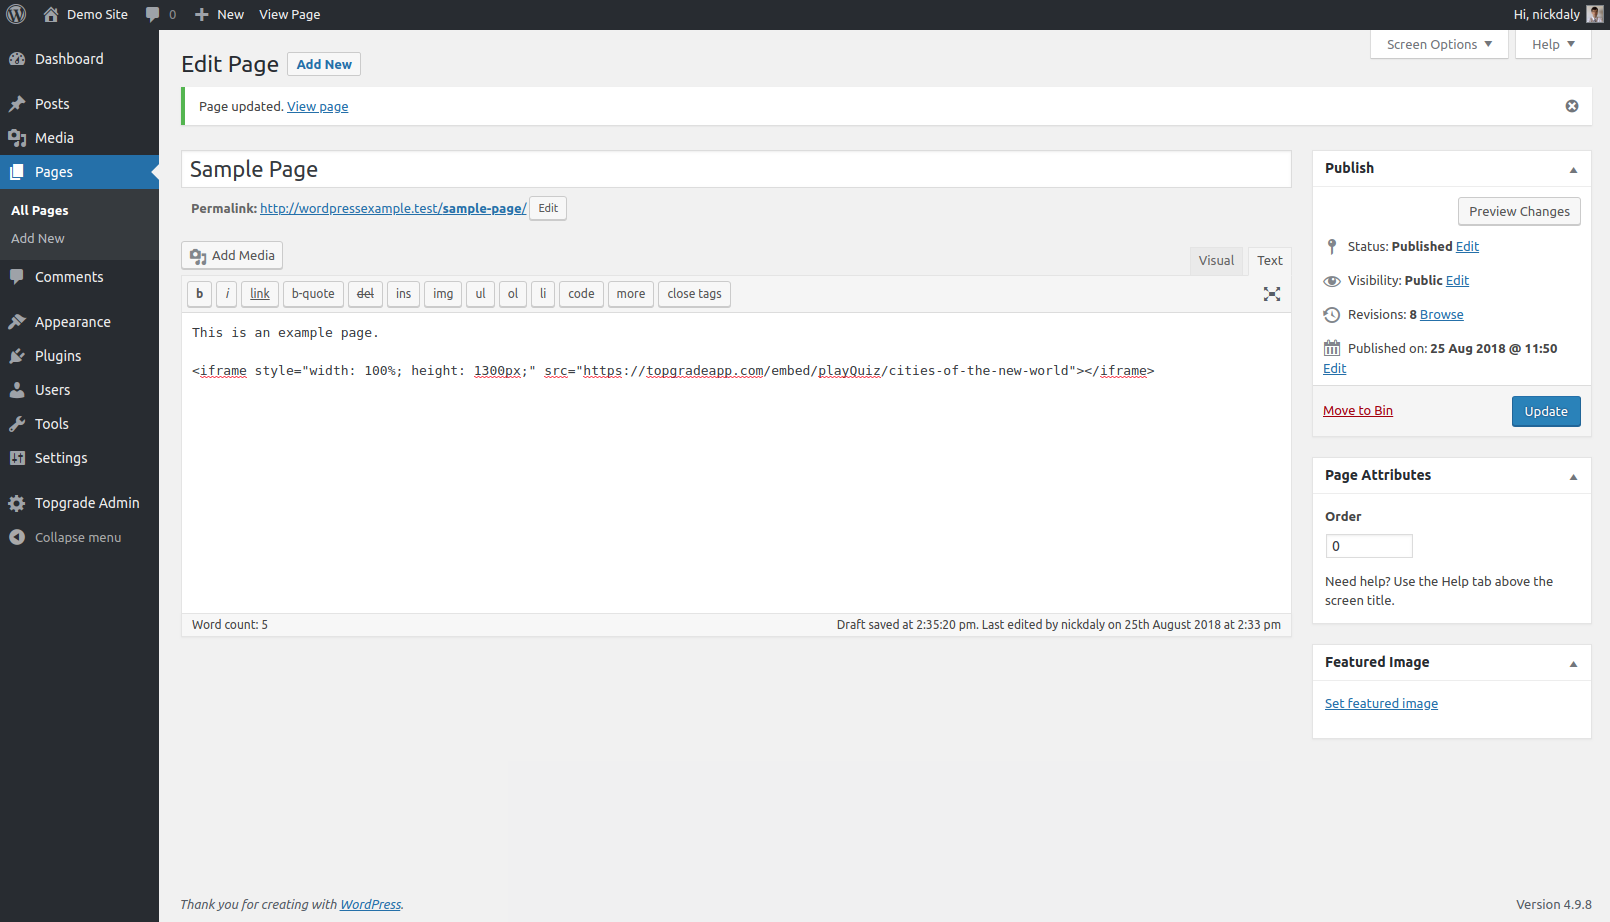 Demo Site 0 New View Page Hi, nickdaly
Screen Options Help
Dashboard
Posts
Media
Pages
All Pages
Add New
Comments
Appearance
Plugins
Users
Tools
Settings
Topgrade Admin
Collapse menu
Edit Page Add New
Page updated. View page
Sample Page
Permalink: http://wordpressexample.test/sample-page/ Edit
Add Media
Visual Text
b i link b-quote del ins img ul ol li code more close tags
This is an example page.
<iframe style="width: 100%; height: 1300px;" src="https://topgradeapp.com/embed/playQuiz/cities-of-the-new-world"></iframe>
Word count: 5 Draft saved at 2:35:20 pm. Last edited by nickdaly on 25th August 2018 at 2:33 pm
Publish
Preview Changes
Status: Published Edit
Visibility: Public Edit
Revisions: 8 Browse
Published on: 25 Aug 2018 @ 11:50
Edit
Move to Bin Update
Page Attributes
Order
0
Need help? Use the Help tab above the
screen title.
Featured Image
Set featured image
Thank you for creating with WordPress. Version 4.9.8